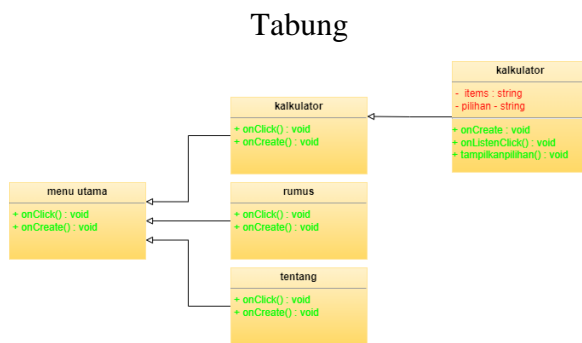 Tabung
kalkulator
- items : string
- pilihan - string
+ onCreate : void
+ onListenClick() : void
+ tampilkanpilihan() : void
kalkulator
+ onClick() : void
+ onCreate() : void
menu utama
+ onClick() : void
+ onCreate() : void
rumus
+ onClick() : void
+ onCreate() : void
tentang
+ onClick() : void
+ onCreate() : void